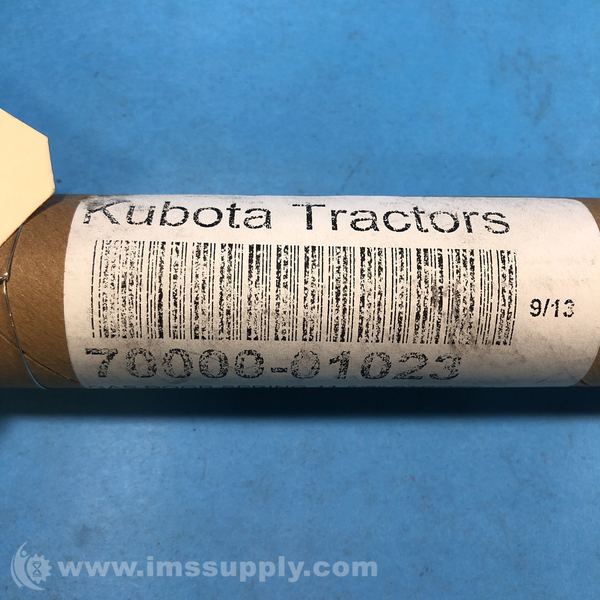 Kubota Tractors
9/13
70000-01023
www.imssupply.com